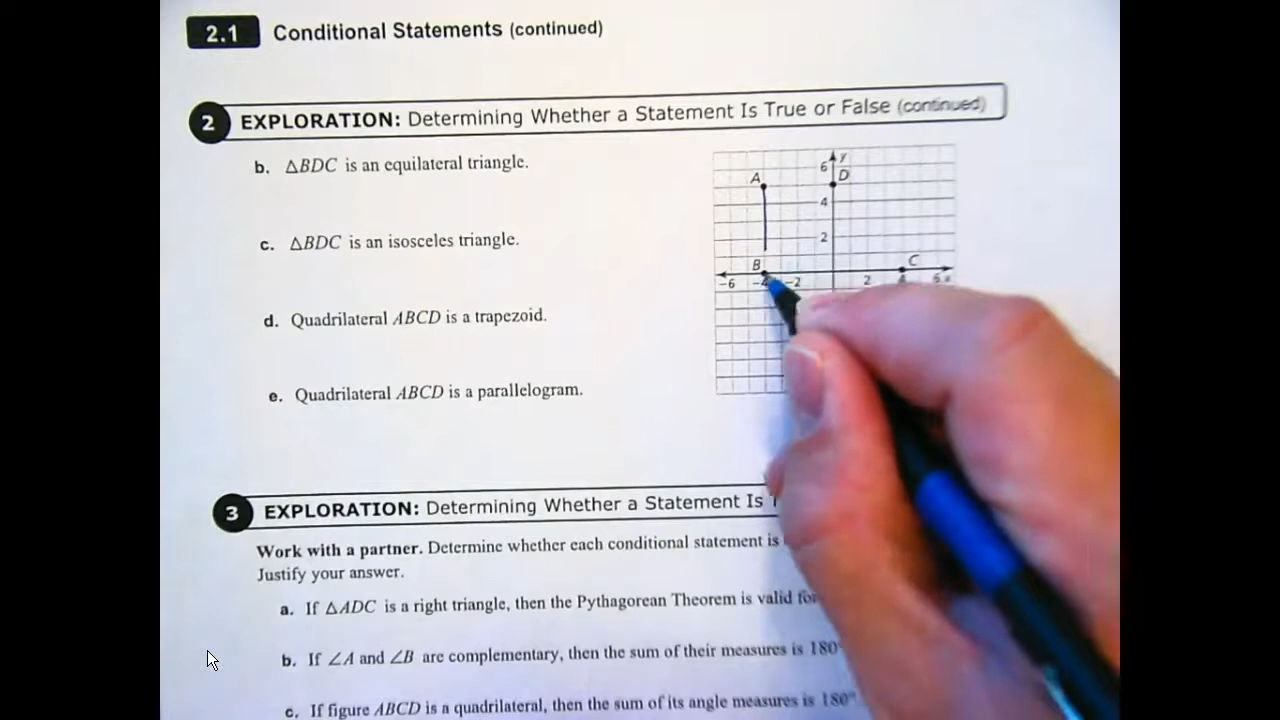 2.1 Conditional Statements (continued)
2 EXPLORATION: Determining Whether a Statement Is True or False (continued)
b. △BDC is an equilateral triangle.
c. △BDC is an isosceles triangle.
d. Quadrilateral ABCD is a trapezoid.
e. Quadrilateral ABCD is a parallelogram.
6 y
A D
4
2
B C
-6 -4 -2 2 4 6 x
3 EXPLORATION: Determining Whether a Statement Is
Work with a partner. Determine whether each conditional statement is
Justify your answer.
a. If △ADC is a right triangle, then the Pythagorean Theorem is valid for
b. If ∠A and ∠B are complementary, then the sum of their measures is 180°
c. If figure ABCD is a quadrilateral, then the sum of its angle measures is 180°